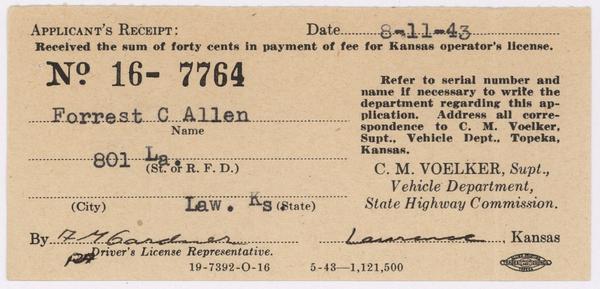 APPLICANT'S RECEIPT: Date 8-11-43
Received the sum of forty cents in payment of fee for Kansas operator's license.
Nº 16- 7764
Forrest C Allen
Name
801 La.
(St. or R. F. D.)
Law. Ks.
(City) (State)
Refer to serial number and
name if necessary to write the
department regarding this ap-
plication. Address all corre-
spondence to C. M. Voelker,
Supt., Vehicle Dept., Topeka,
Kansas.
C. M. VOELKER, Supt.,
Vehicle Department,
State Highway Commission.
By F M Gardner Lawrence, Kansas
Driver's License Representative.
19-7392-O-16 5-43—1,121,500